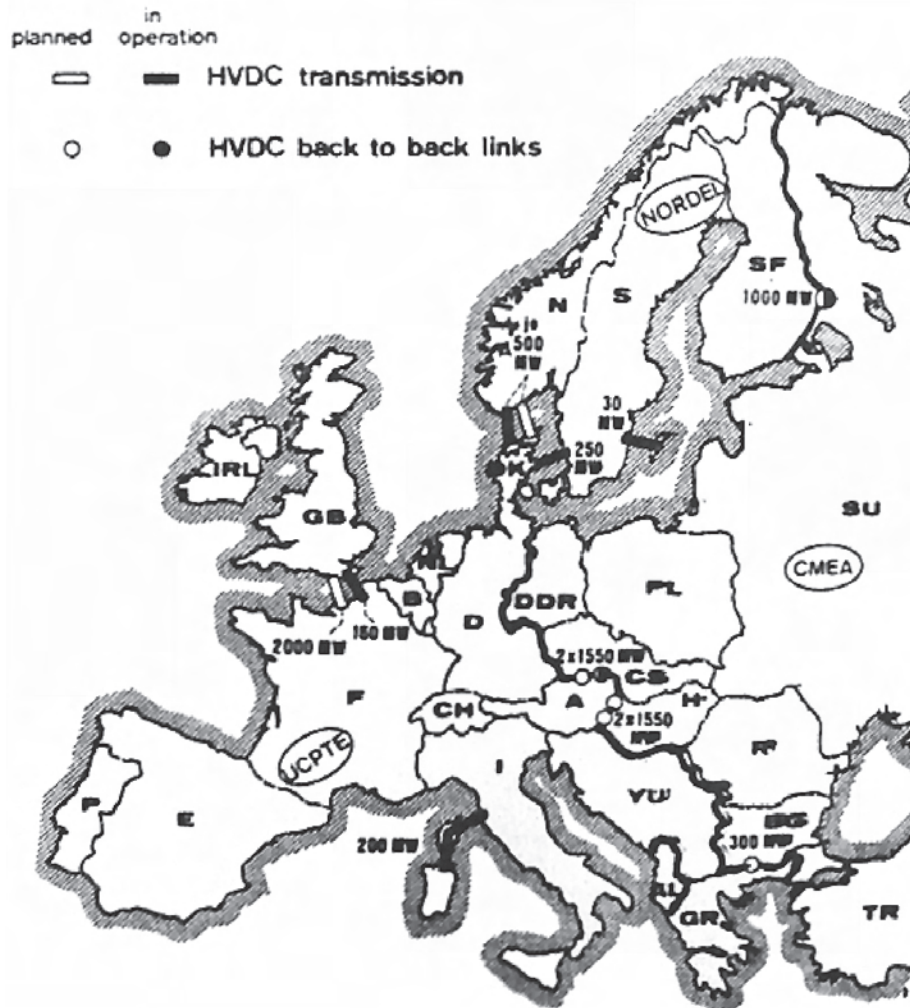 in
planned operation
HVDC transmission
HVDC back to back links
NORDEL
SF
N
S
1000 MW
500
MW
30
MW
250
MW
IRL
GB
SU
CMEA
NL
B
D
DDR
PL
2000 MW
160 MW
2x1550 MW
CS
F
CH
A
H
2x1550
MW
R
UCPTE
I
YU
P
E
BG
300 MW
200 MW
AL
GR
TR